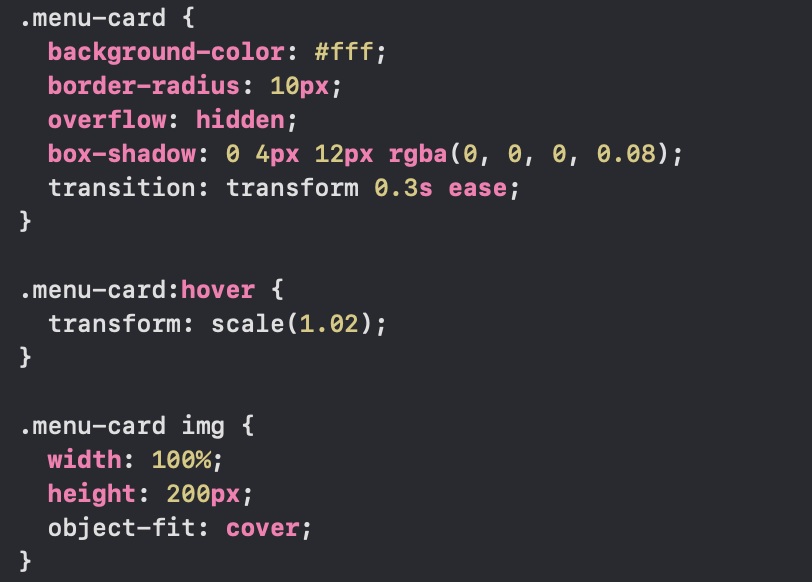 .menu-card {
  background-color: #fff;
  border-radius: 10px;
  overflow: hidden;
  box-shadow: 0 4px 12px rgba(0, 0, 0, 0.08);
  transition: transform 0.3s ease;
}

.menu-card:hover {
  transform: scale(1.02);
}

.menu-card img {
  width: 100%;
  height: 200px;
  object-fit: cover;
}